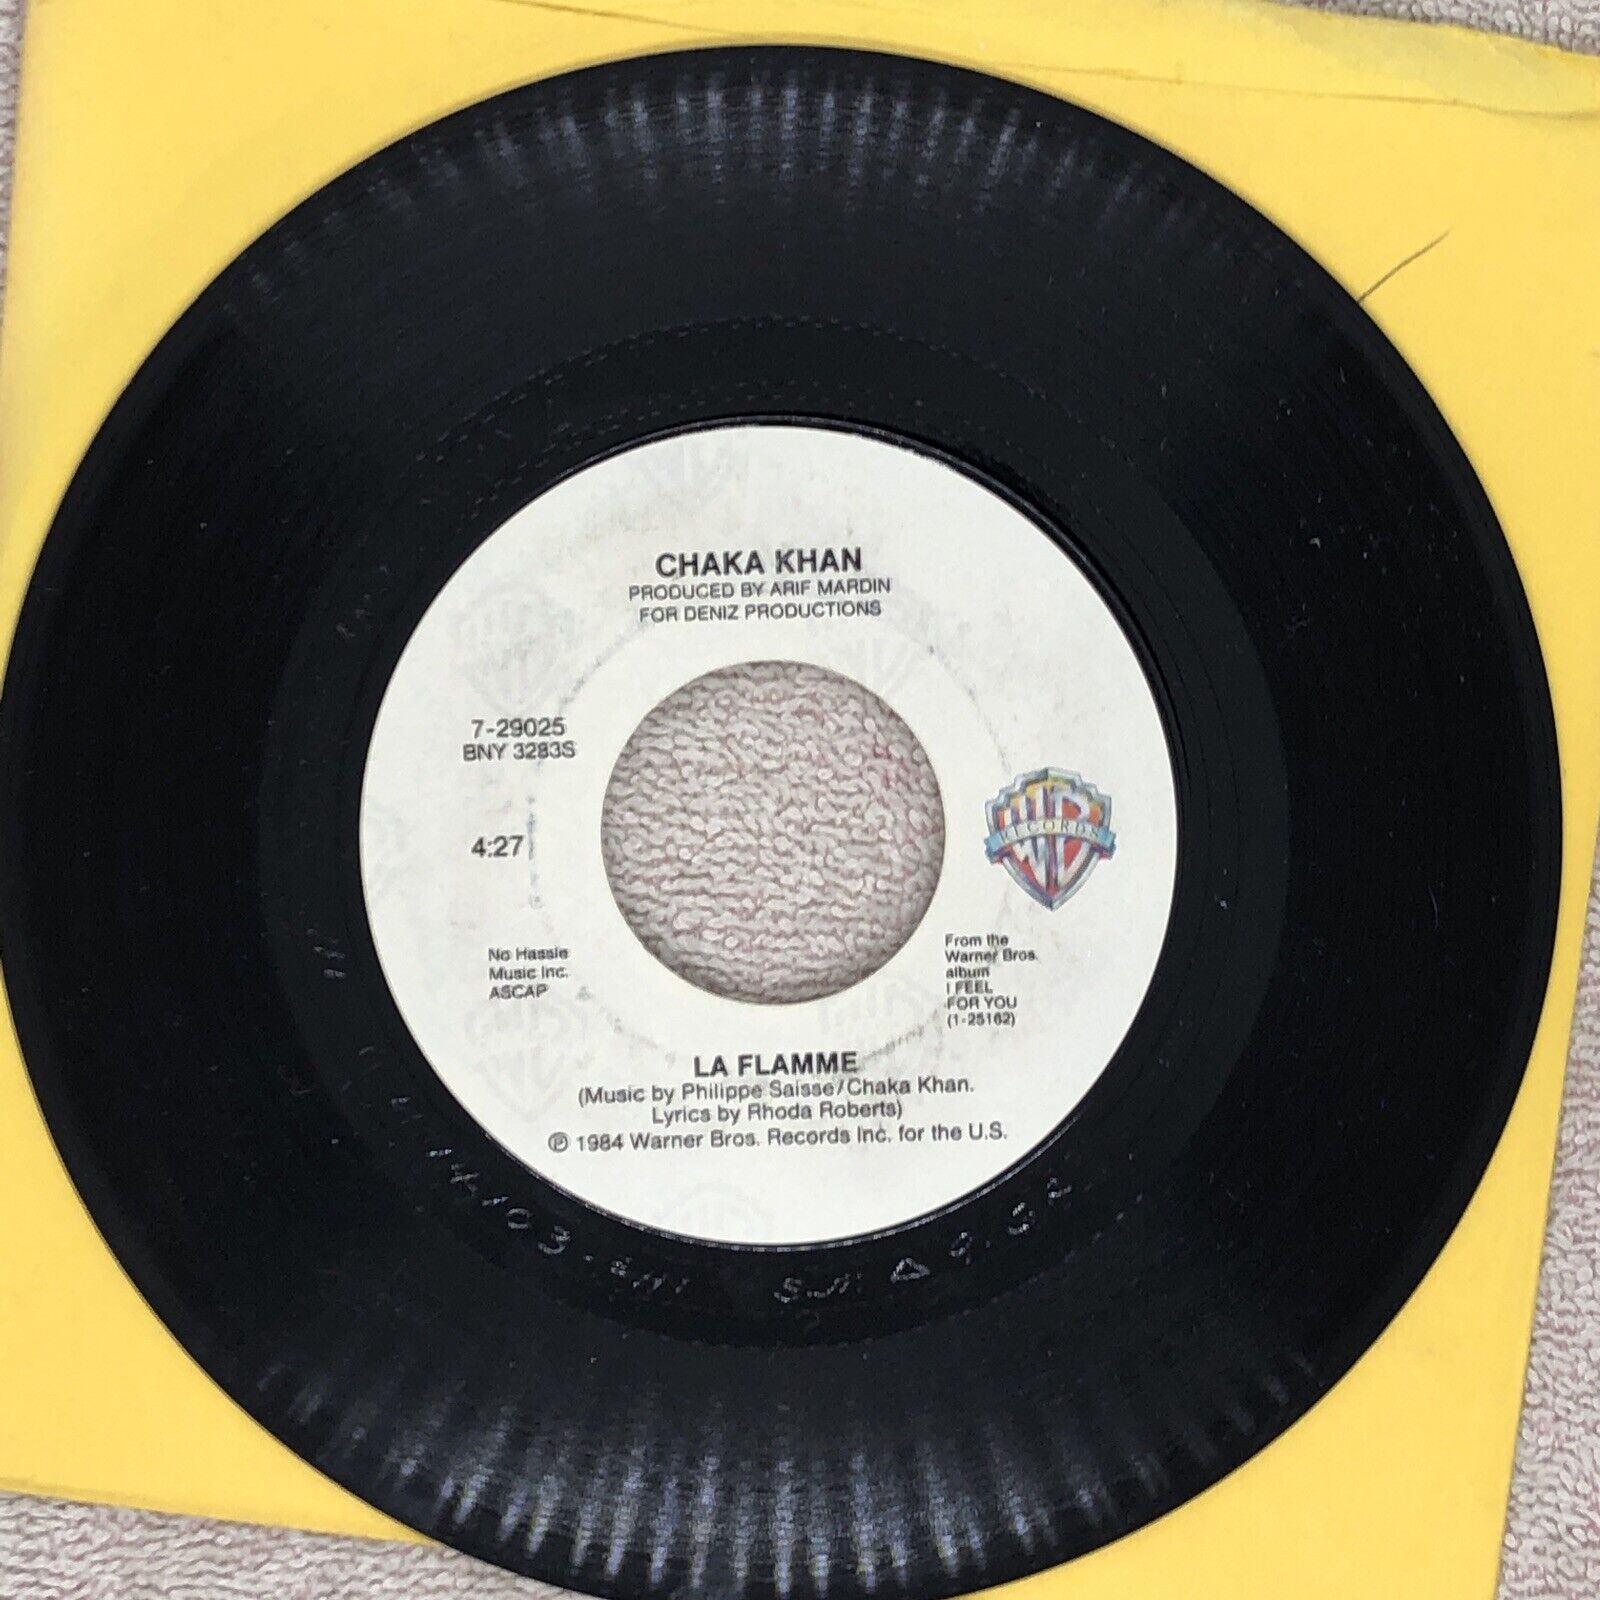 CHAKA KHAN
PRODUCED BY ARIF MARDIN
FOR DENIZ PRODUCTIONS
7-29025
BNY 3283S
4:27
RECORDS
No Hassle
Music Inc.
ASCAP
From the
Warner Bros.
album
I FEEL
FOR YOU
(1-25162)
LA FLAMME
(Music by Philippe Saisse/Chaka Khan.
Lyrics by Rhoda Roberts)
℗ 1984 Warner Bros. Records Inc. for the U.S.